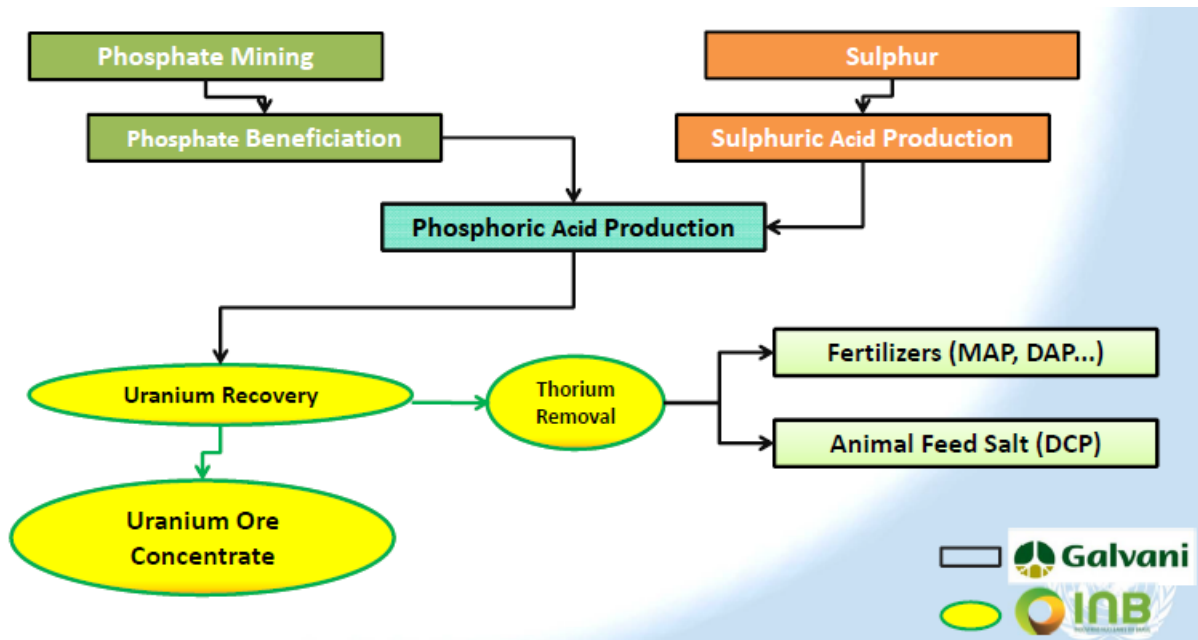 Phosphate Mining
Sulphur
Phosphate Beneficiation
Sulphuric Acid Production
Phosphoric Acid Production
Fertilizers (MAP, DAP...)
Uranium Recovery
Thorium
Removal
Animal Feed Salt (DCP)
Uranium Ore
Concentrate
Galvani
INB